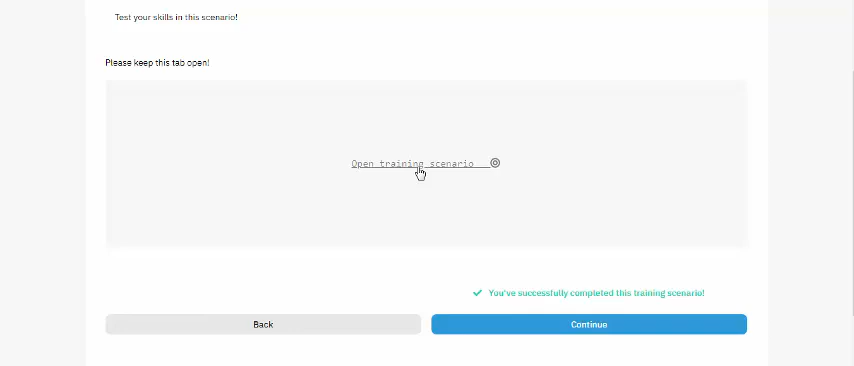 Test your skills in this scenario!
Please keep this tab open!
Open training scenario
You've successfully completed this training scenario!
Back
Continue